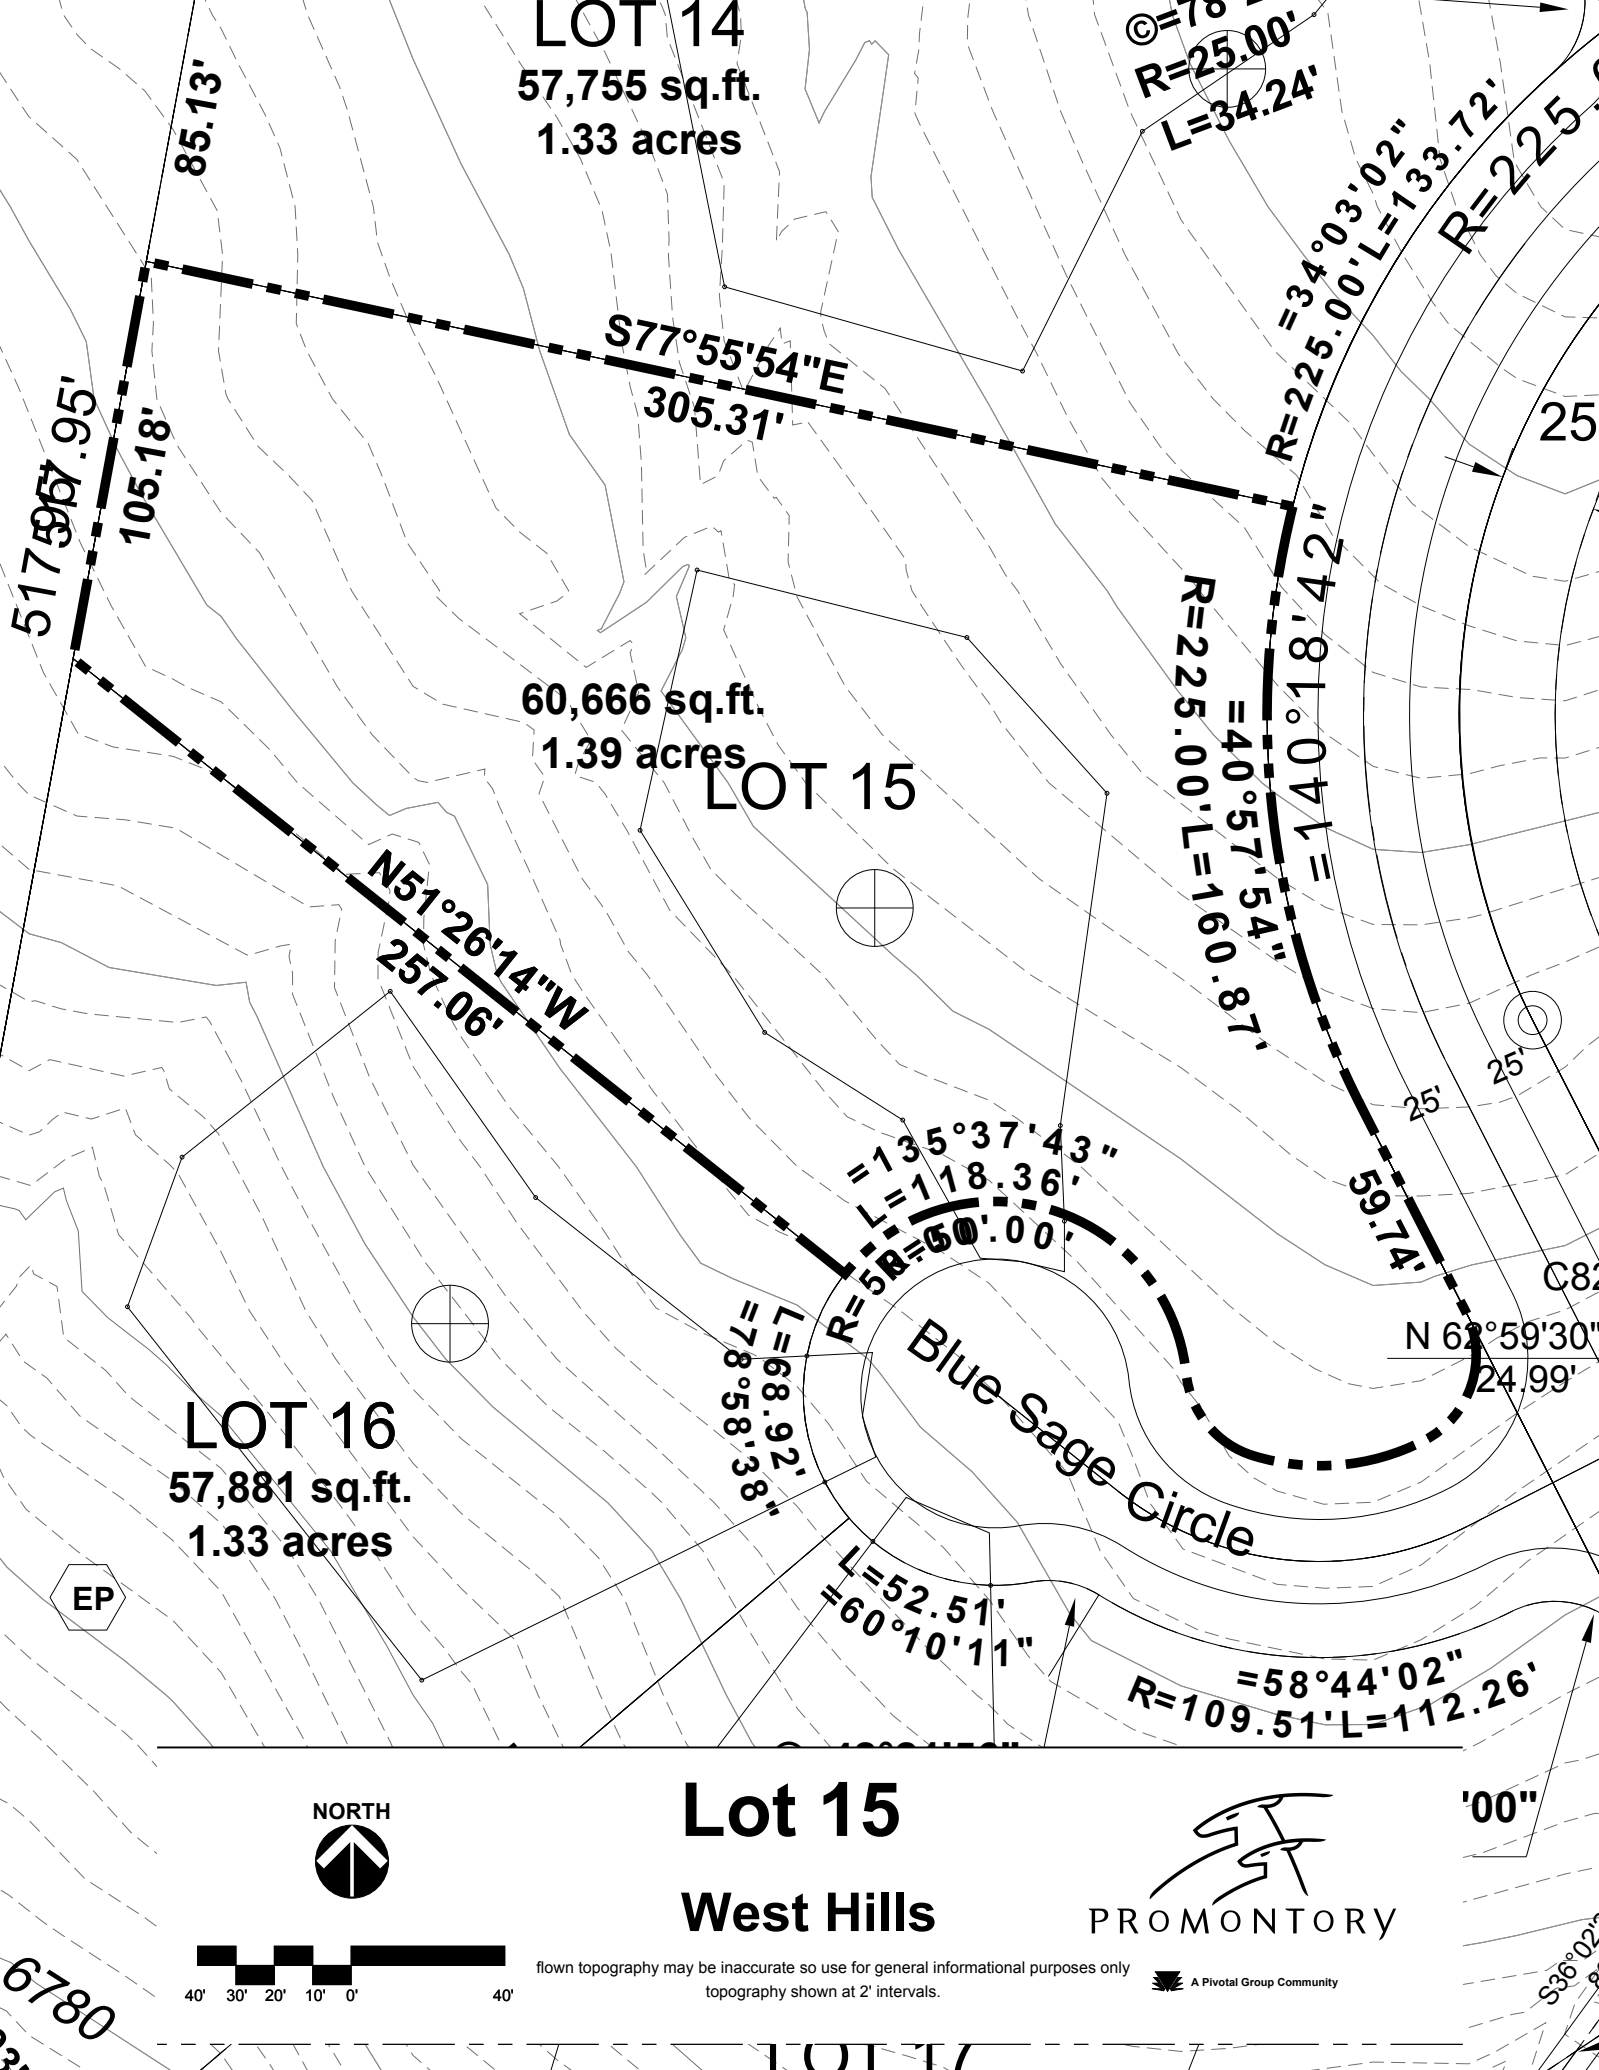 LOT 14
57,755 sq.ft.
1.33 acres
85.13'
R=25.00'
L=34.24'
=34°03'02"
R=225.00' L=133.72'
S77°55'54"E
305.31'
105.18'
25
=140°18'42"
R=225.00' L=160.87'
=40°57'54"
60,666 sq.ft.
1.39 acres
LOT 15
N51°26'14"W
257.06'
25'
25'
59.74'
=135°37'43"
L=118.36'
C82
N 62°59'30"
24.99'
L=68.92'
=78°58'38"
Blue Sage Circle
LOT 16
57,881 sq.ft.
1.33 acres
EP
L=52.51'
=60°10'11"
=58°44'02"
R=109.51' L=112.26'
'00"
NORTH
Lot 15
West Hills
PROMONTORY
flown topography may be inaccurate so use for general informational purposes only
topography shown at 2' intervals.
A Pivotal Group Community
40' 30' 20' 10' 0' 40'
6780
LOT 17